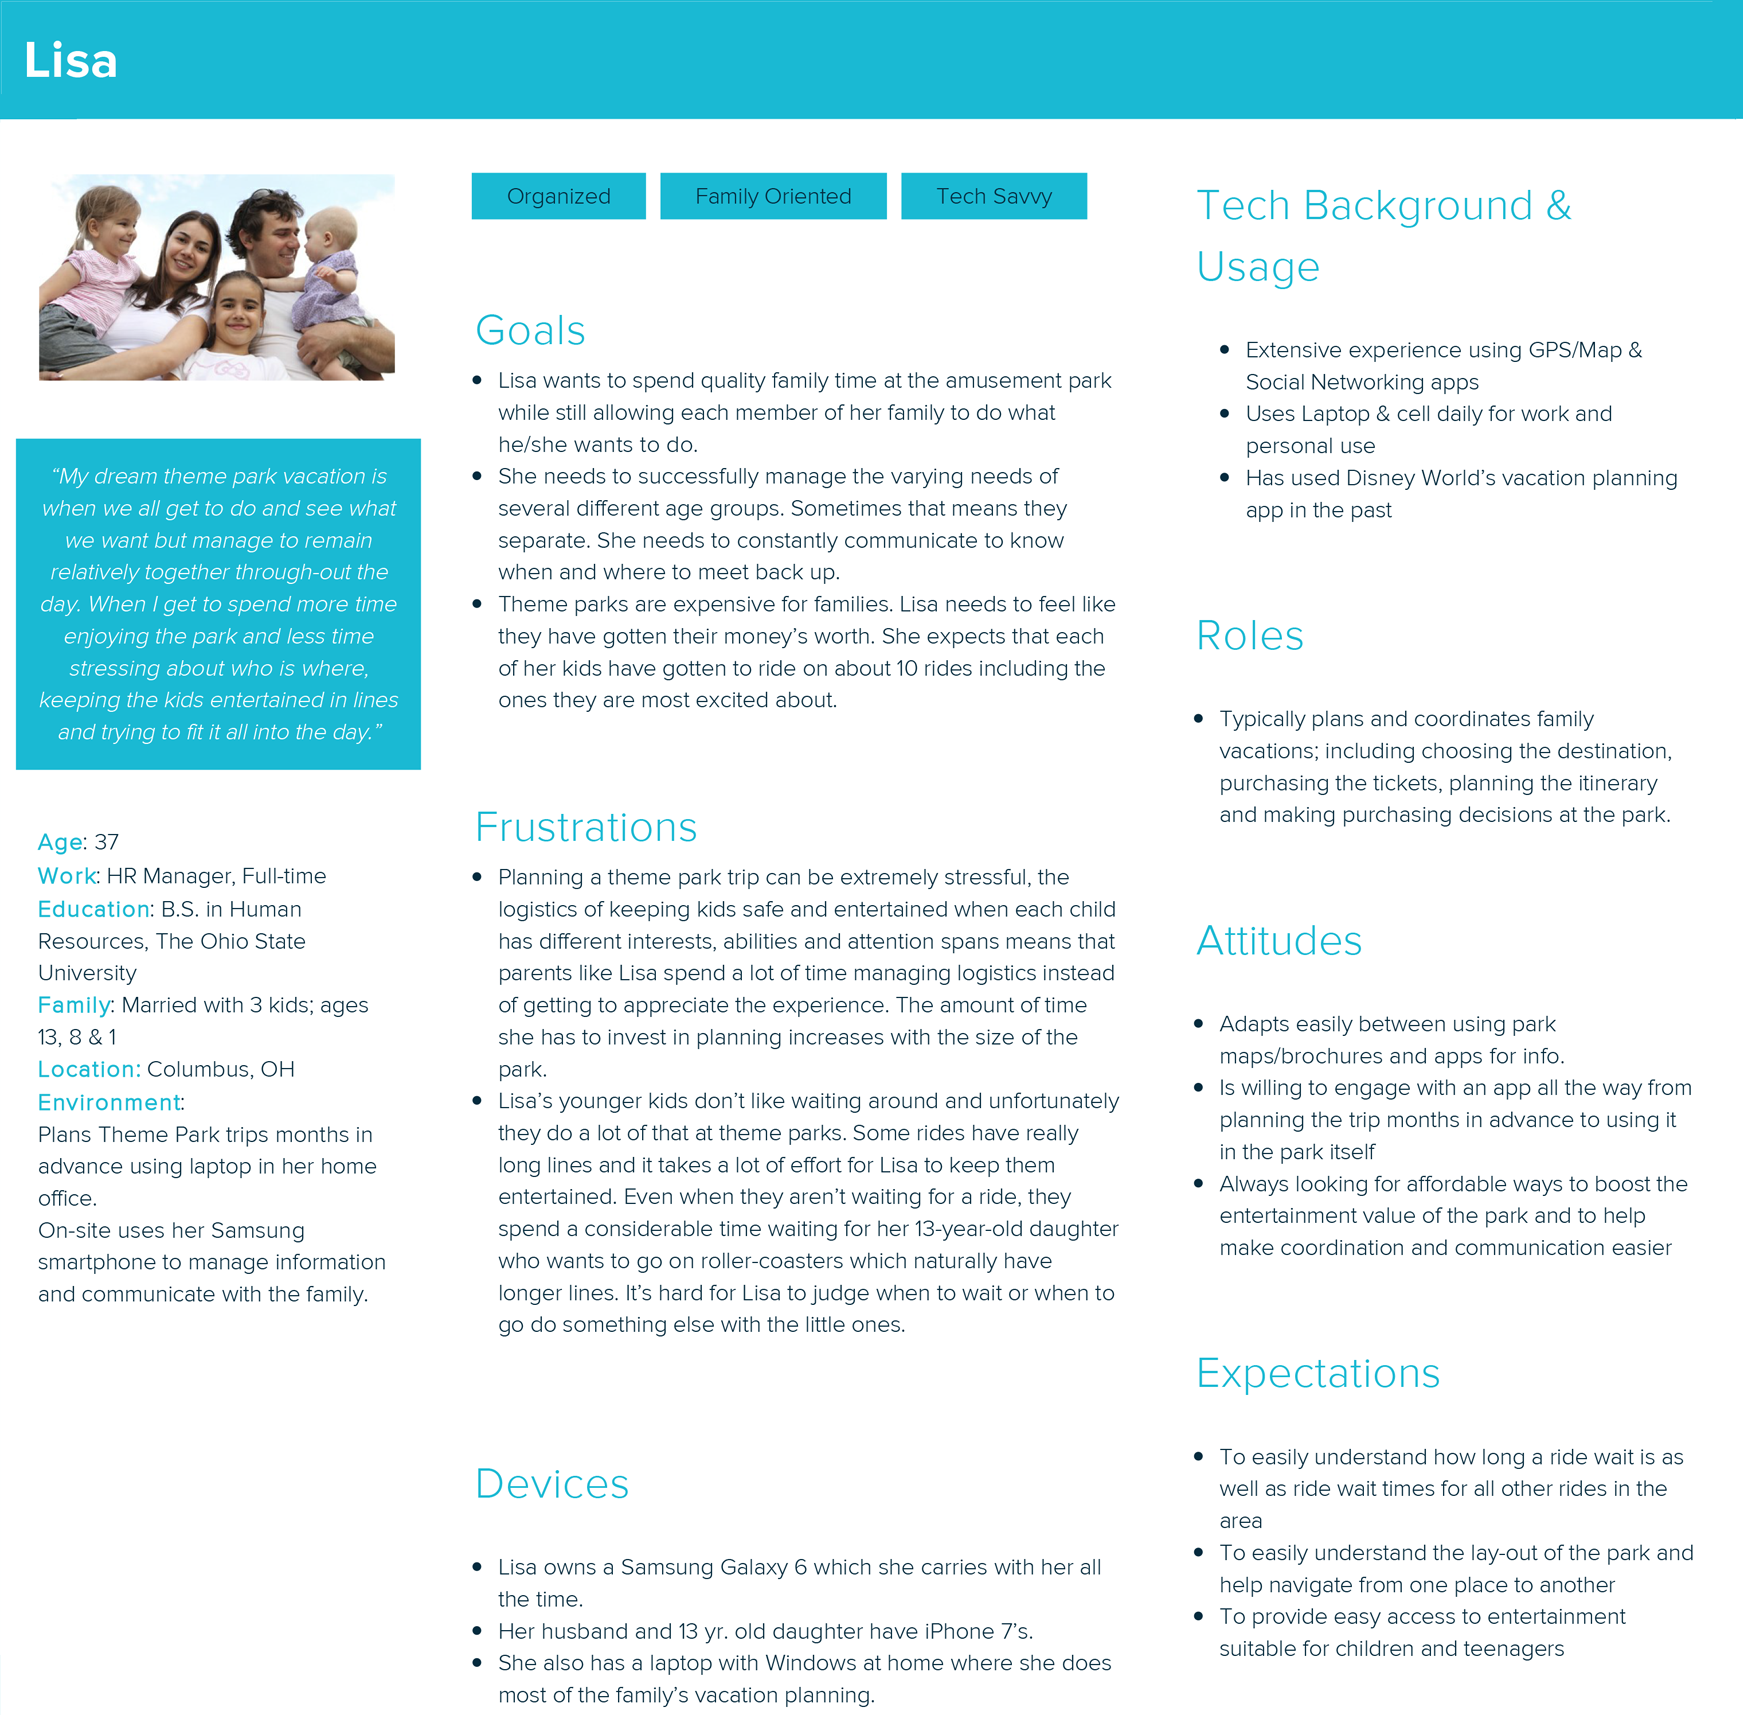 Lisa
“My dream theme park vacation is
when we all get to do and see what
we want but manage to remain
relatively together through-out the
day. When I get to spend more time
enjoying the park and less time
stressing about who is where,
keeping the kids entertained in lines
and trying to fit it all into the day.”
Age: 37
Work: HR Manager, Full-time
Education: B.S. in Human
Resources, The Ohio State
University
Family: Married with 3 kids; ages
13, 8 & 1
Location: Columbus, OH
Environment:
Plans Theme Park trips months in
advance using laptop in her home
office.
On-site uses her Samsung
smartphone to manage information
and communicate with the family.
Organized
Family Oriented
Tech Savvy
Goals
• Lisa wants to spend quality family time at the amusement park
while still allowing each member of her family to do what
he/she wants to do.
• She needs to successfully manage the varying needs of
several different age groups. Sometimes that means they
separate. She needs to constantly communicate to know
when and where to meet back up.
• Theme parks are expensive for families. Lisa needs to feel like
they have gotten their money’s worth. She expects that each
of her kids have gotten to ride on about 10 rides including the
ones they are most excited about.
Frustrations
• Planning a theme park trip can be extremely stressful, the
logistics of keeping kids safe and entertained when each child
has different interests, abilities and attention spans means that
parents like Lisa spend a lot of time managing logistics instead
of getting to appreciate the experience. The amount of time
she has to invest in planning increases with the size of the
park.
• Lisa’s younger kids don’t like waiting around and unfortunately
they do a lot of that at theme parks. Some rides have really
long lines and it takes a lot of effort for Lisa to keep them
entertained. Even when they aren’t waiting for a ride, they
spend a considerable time waiting for her 13-year-old daughter
who wants to go on roller-coasters which naturally have
longer lines. It’s hard for Lisa to judge when to wait or when to
go do something else with the little ones.
Devices
• Lisa owns a Samsung Galaxy 6 which she carries with her all
the time.
• Her husband and 13 yr. old daughter have iPhone 7’s.
• She also has a laptop with Windows at home where she does
most of the family’s vacation planning.
Tech Background &
Usage
• Extensive experience using GPS/Map &
Social Networking apps
• Uses Laptop & cell daily for work and
personal use
• Has used Disney World’s vacation planning
app in the past
Roles
• Typically plans and coordinates family
vacations; including choosing the destination,
purchasing the tickets, planning the itinerary
and making purchasing decisions at the park.
Attitudes
• Adapts easily between using park
maps/brochures and apps for info.
• Is willing to engage with an app all the way from
planning the trip months in advance to using it
in the park itself
• Always looking for affordable ways to boost the
entertainment value of the park and to help
make coordination and communication easier
Expectations
• To easily understand how long a ride wait is as
well as ride wait times for all other rides in the
area
• To easily understand the lay-out of the park and
help navigate from one place to another
• To provide easy access to entertainment
suitable for children and teenagers